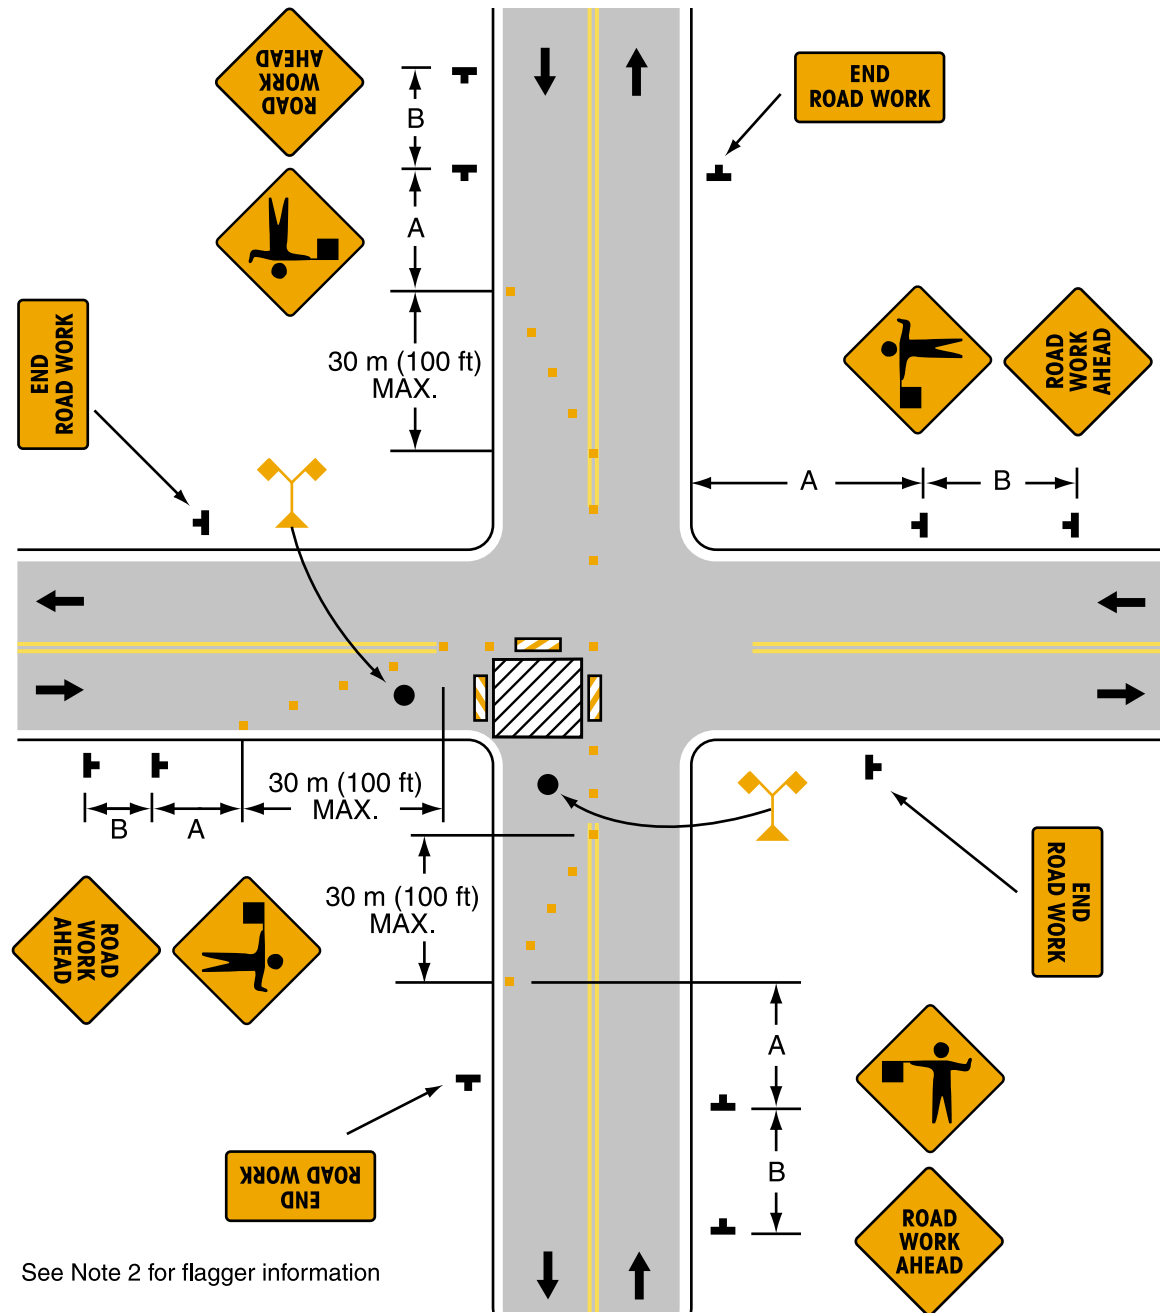 ROAD
WORK
AHEAD
END
ROAD WORK
B
A
30 m (100 ft)
MAX.
END
ROAD WORK
ROAD
WORK
AHEAD
A
B
30 m (100 ft)
MAX.
B
A
30 m (100 ft)
MAX.
ROAD
WORK
AHEAD
END
ROAD WORK
A
B
END
ROAD WORK
ROAD
WORK
AHEAD
See Note 2 for flagger information